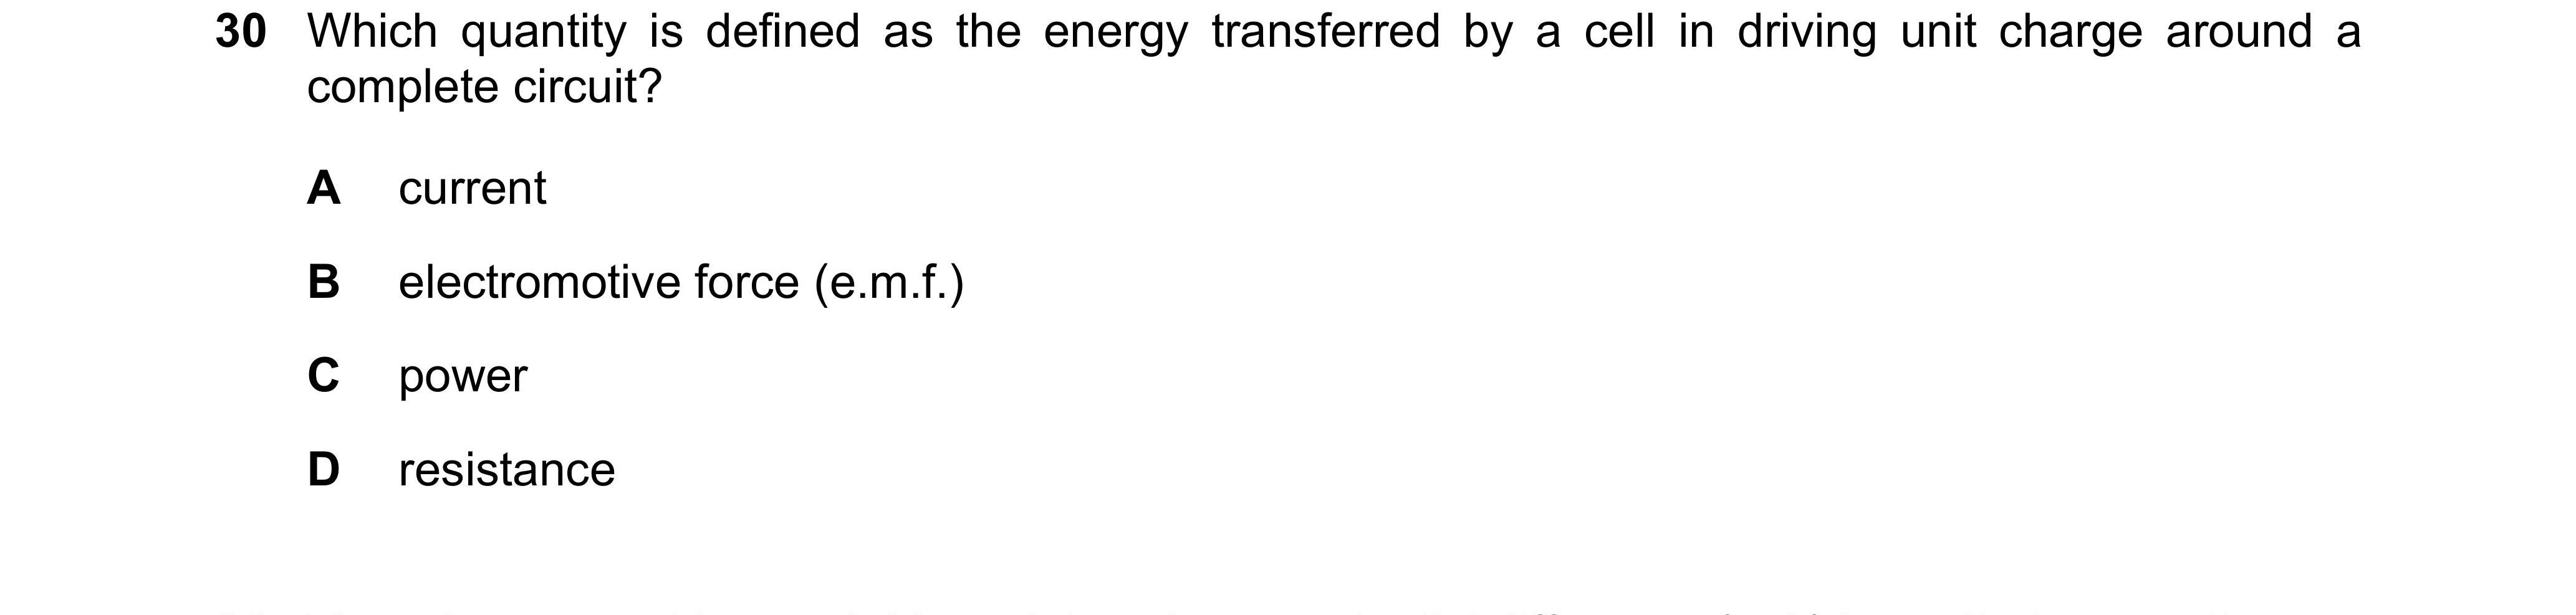 30 Which quantity is defined as the energy transferred by a cell in driving unit charge around a
complete circuit?
A current
B electromotive force (e.m.f.)
C power
D resistance